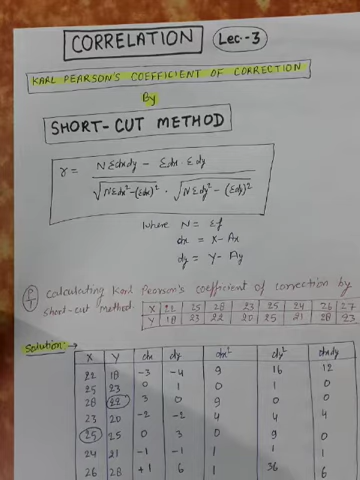 CORRELATION Lec.-3
KARL PEARSON'S COEFFICIENT OF CORRECTION
By
SHORT-CUT METHOD
r = NΣdxdy - Σdx · Σdy
√NΣdx²-(Σdx)² · √NΣdy²-(Σdy)²
Where N = Σf
dx = X-Ax
dy = Y-Ay
Calculating Karl Pearson's coefficient of correction by
short-cut method. X 22 25 28 23 25 24 26 27
Y 18 23 22 20 25 21 28 23
Solution:-
X Y dx dy dx² dy² dxdy
22 18 -3 -4 9 16 12
25 23 0 1 0 1 0
28 22 3 0 9 0 0
23 20 -2 -2 4 4 4
25 25 0 3 0 9 0
24 21 -1 -1 1 1 1
26 28 +1 6 1 36 6